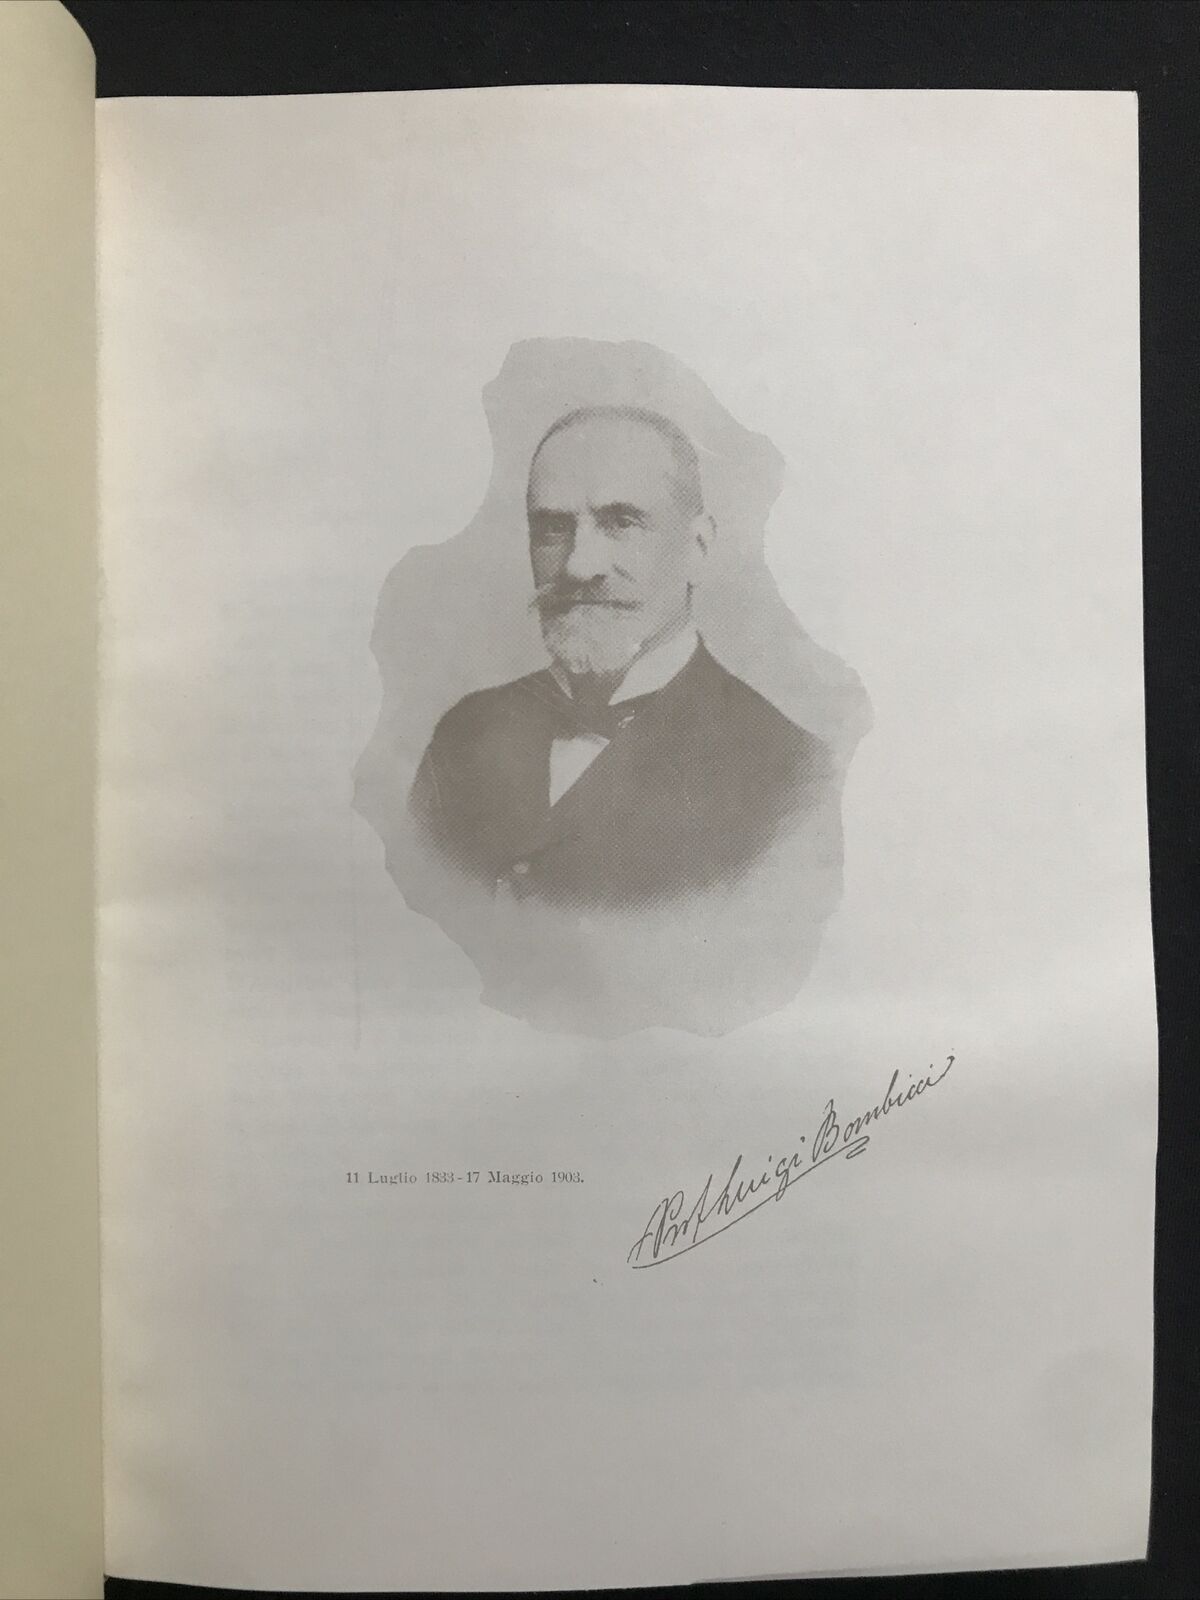 11 Luglio 1833-17 Maggio 1903.
Prof Luigi Bombicci